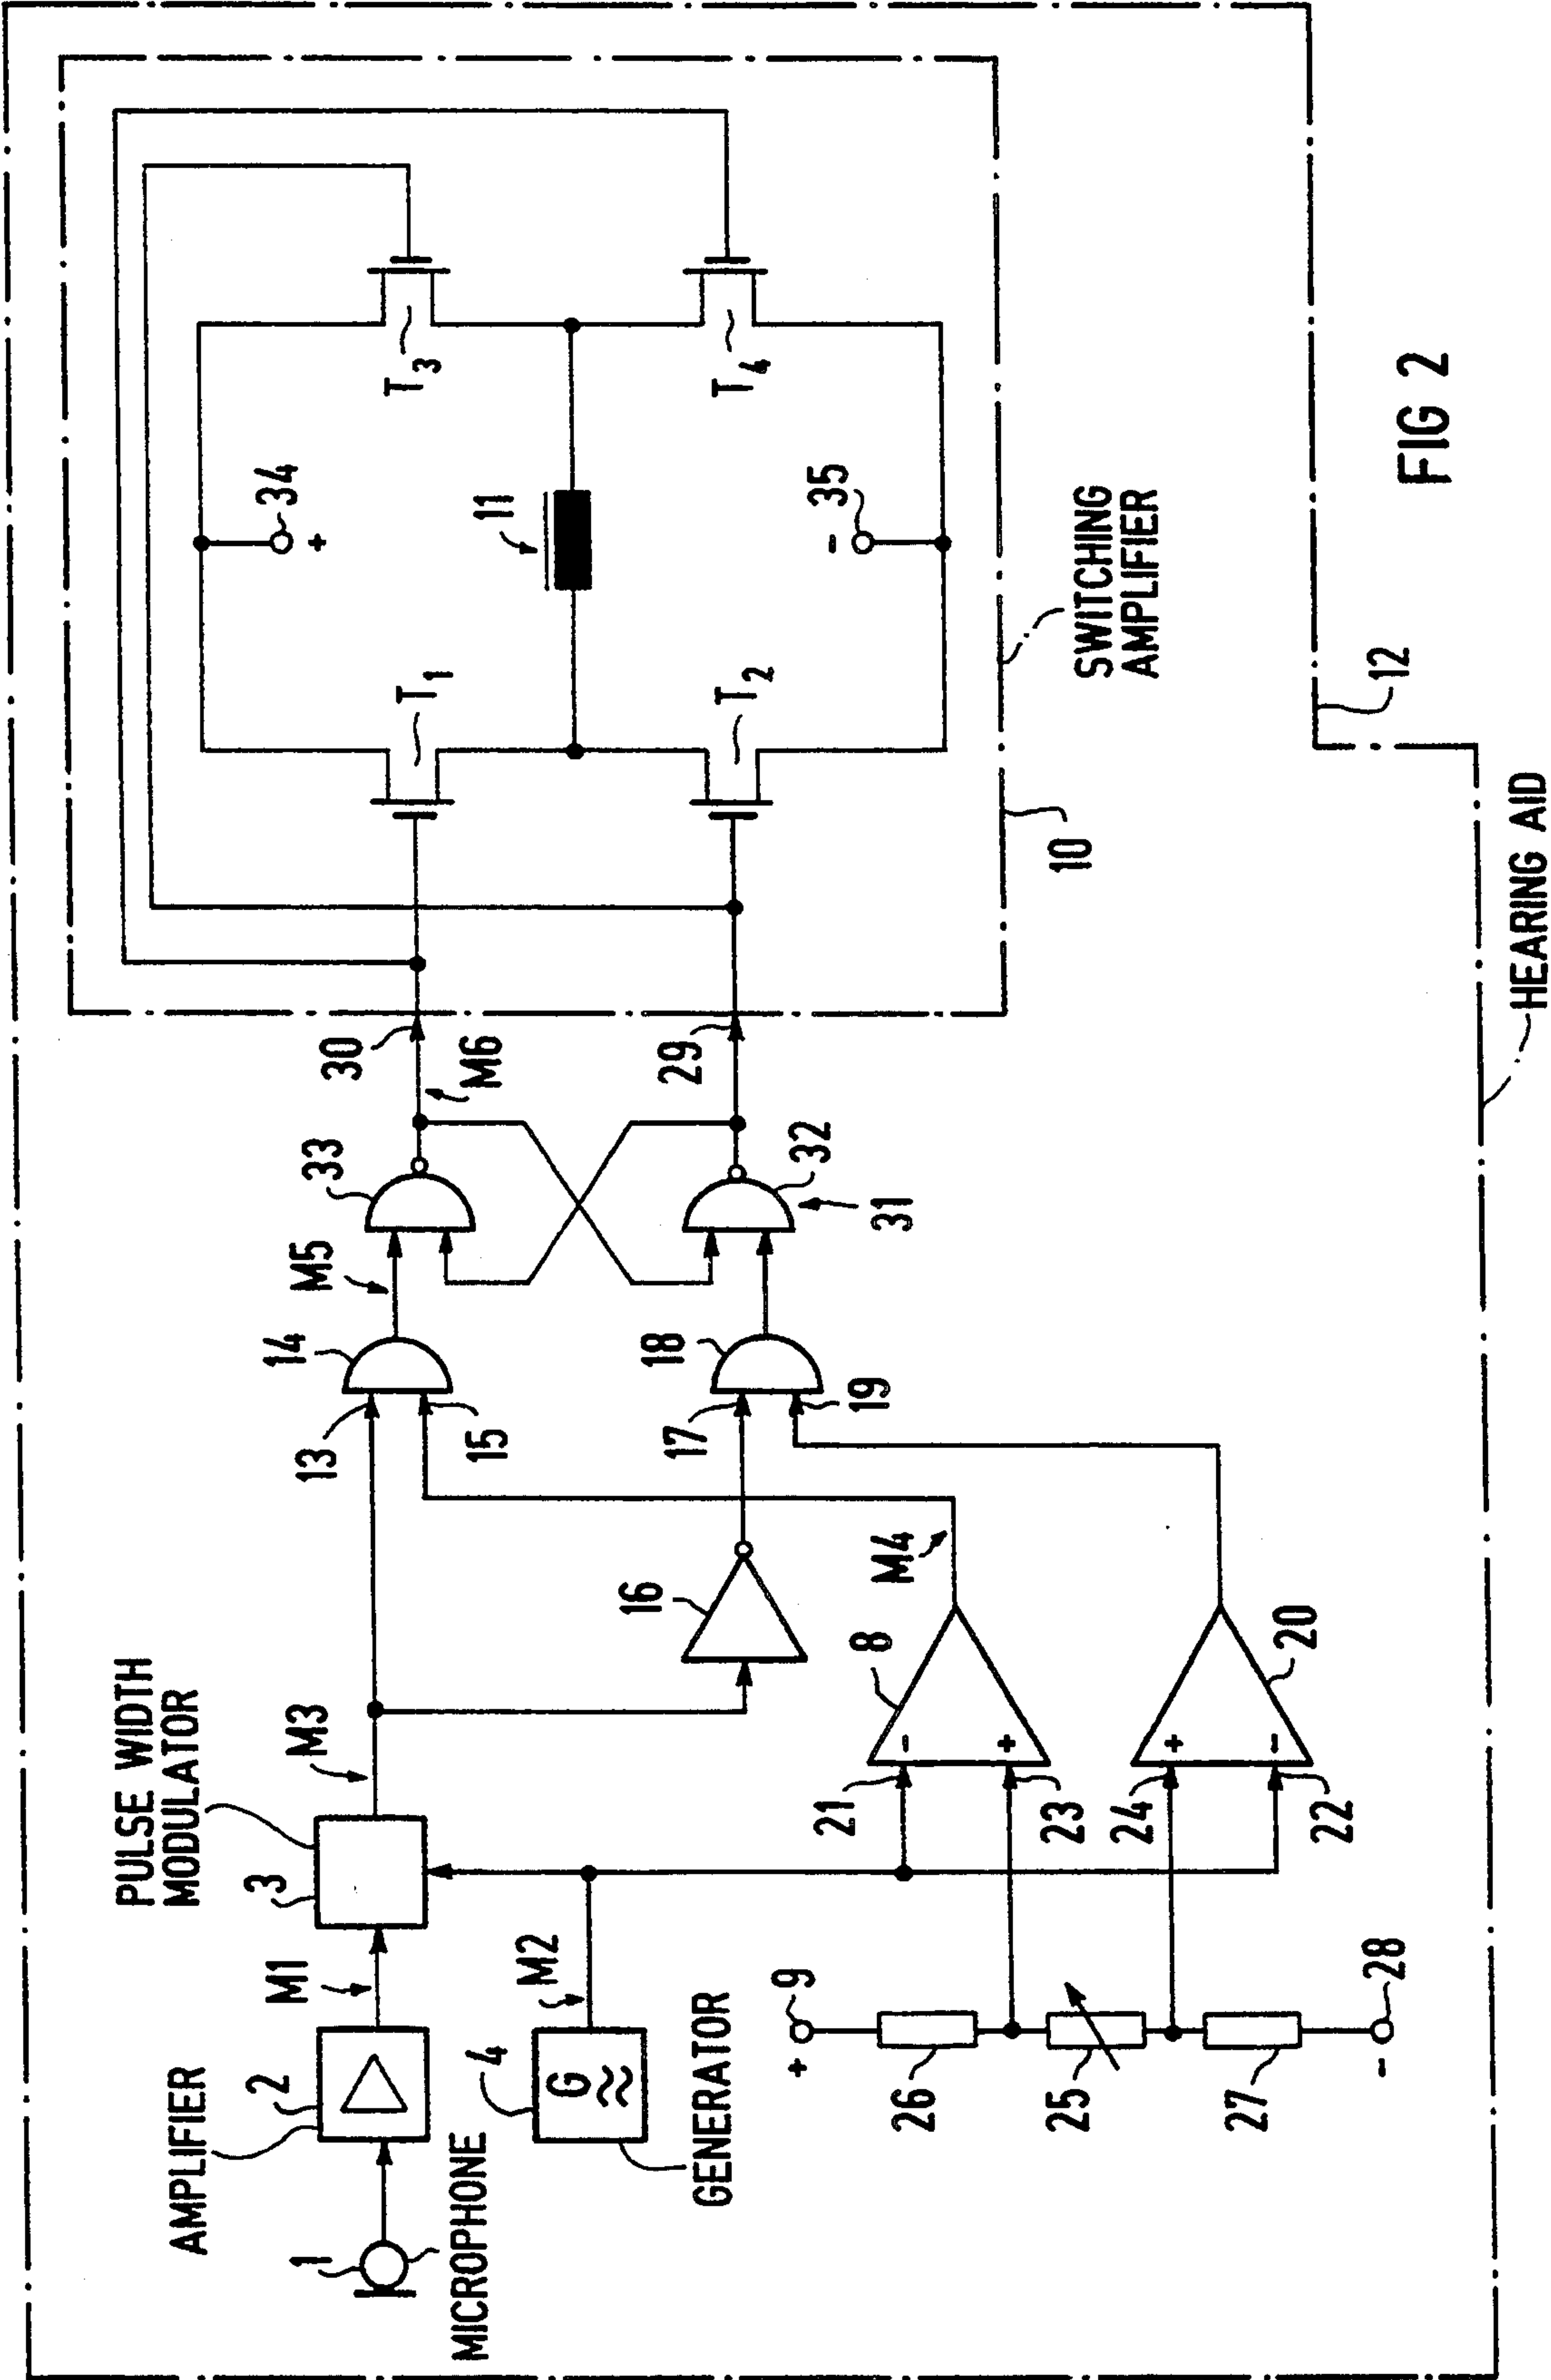 AMPLIFIER
2
1
MICROPHONE
M1
PULSE WIDTH
MODULATOR
3
M3
4
G
M2
GENERATOR
13
14
15
M5
33
30
M6
16
17
18
19
32
31
29
9
+
26
25
27
28
-
21
-
23
+
8
M4
24
+
22
-
20
T1
T2
T3
T4
34
+
11
35
-
10
SWITCHING
AMPLIFIER
12
HEARING AID
FIG 2